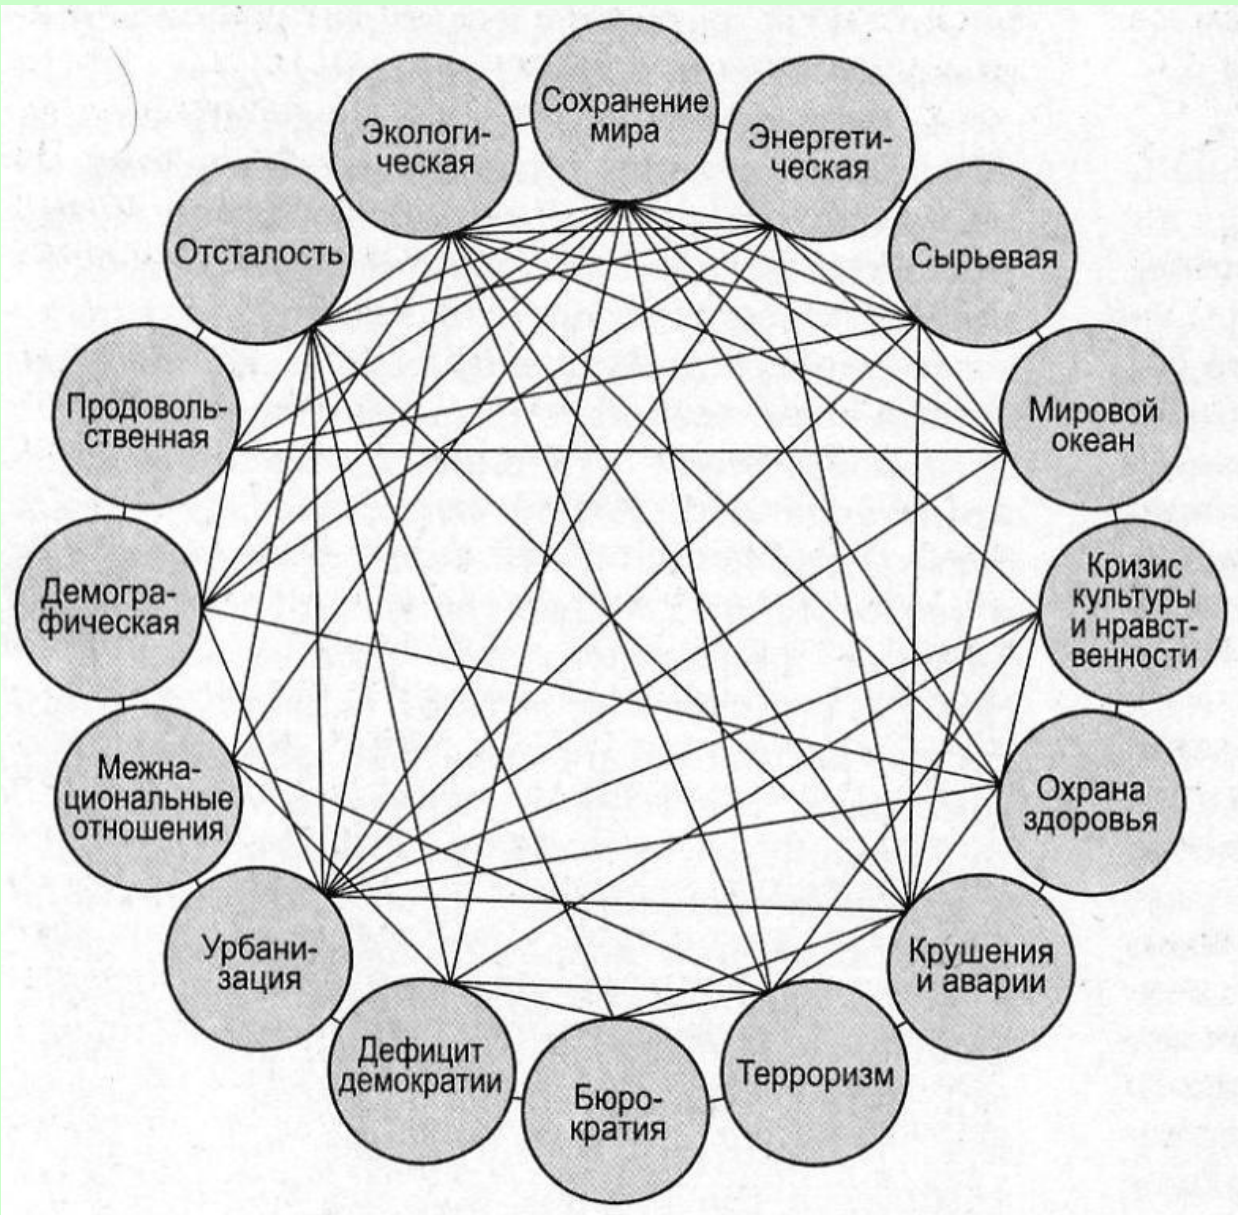 Сохранение
мира
Энергети-
ческая
Сырьевая
Мировой
океан
Кризис
культуры
и нравст-
венности
Охрана
здоровья
Крушения
и аварии
Терроризм
Бюро-
кратия
Дефицит
демократии
Урбани-
зация
Межна-
циональные
отношения
Демогра-
фическая
Продоволь-
ственная
Отсталость
Экологи-
ческая